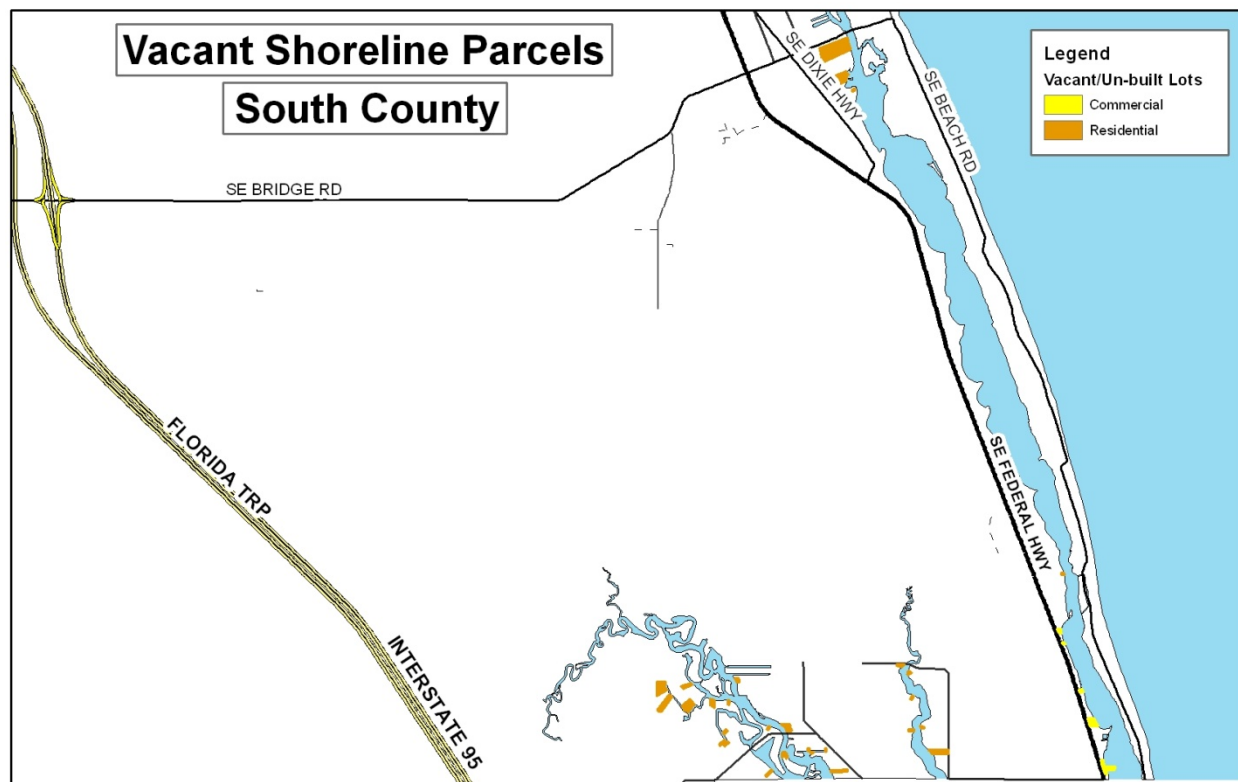 Vacant Shoreline Parcels
South County
Legend
Vacant/Un-built Lots
Commercial
Residential
SE DIXIE HWY
SE BEACH RD
SE BRIDGE RD
FLORIDA TRP
SE FEDERAL HWY
INTERSTATE 95